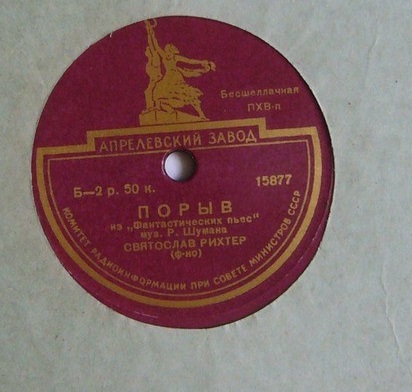 Бесшеллачная
ПХВ-п
АПРЕЛЕВСКИЙ ЗАВОД
Б—2 р. 50 к.
15877
ПОРЫВ
из „Фантастических пьес"
муз. Р. Шумана
СВЯТОСЛАВ РИХТЕР
(ф-но)
КОМИТЕТ РАДИОИНФОРМАЦИИ ПРИ СОВЕТЕ МИНИСТРОВ СССР